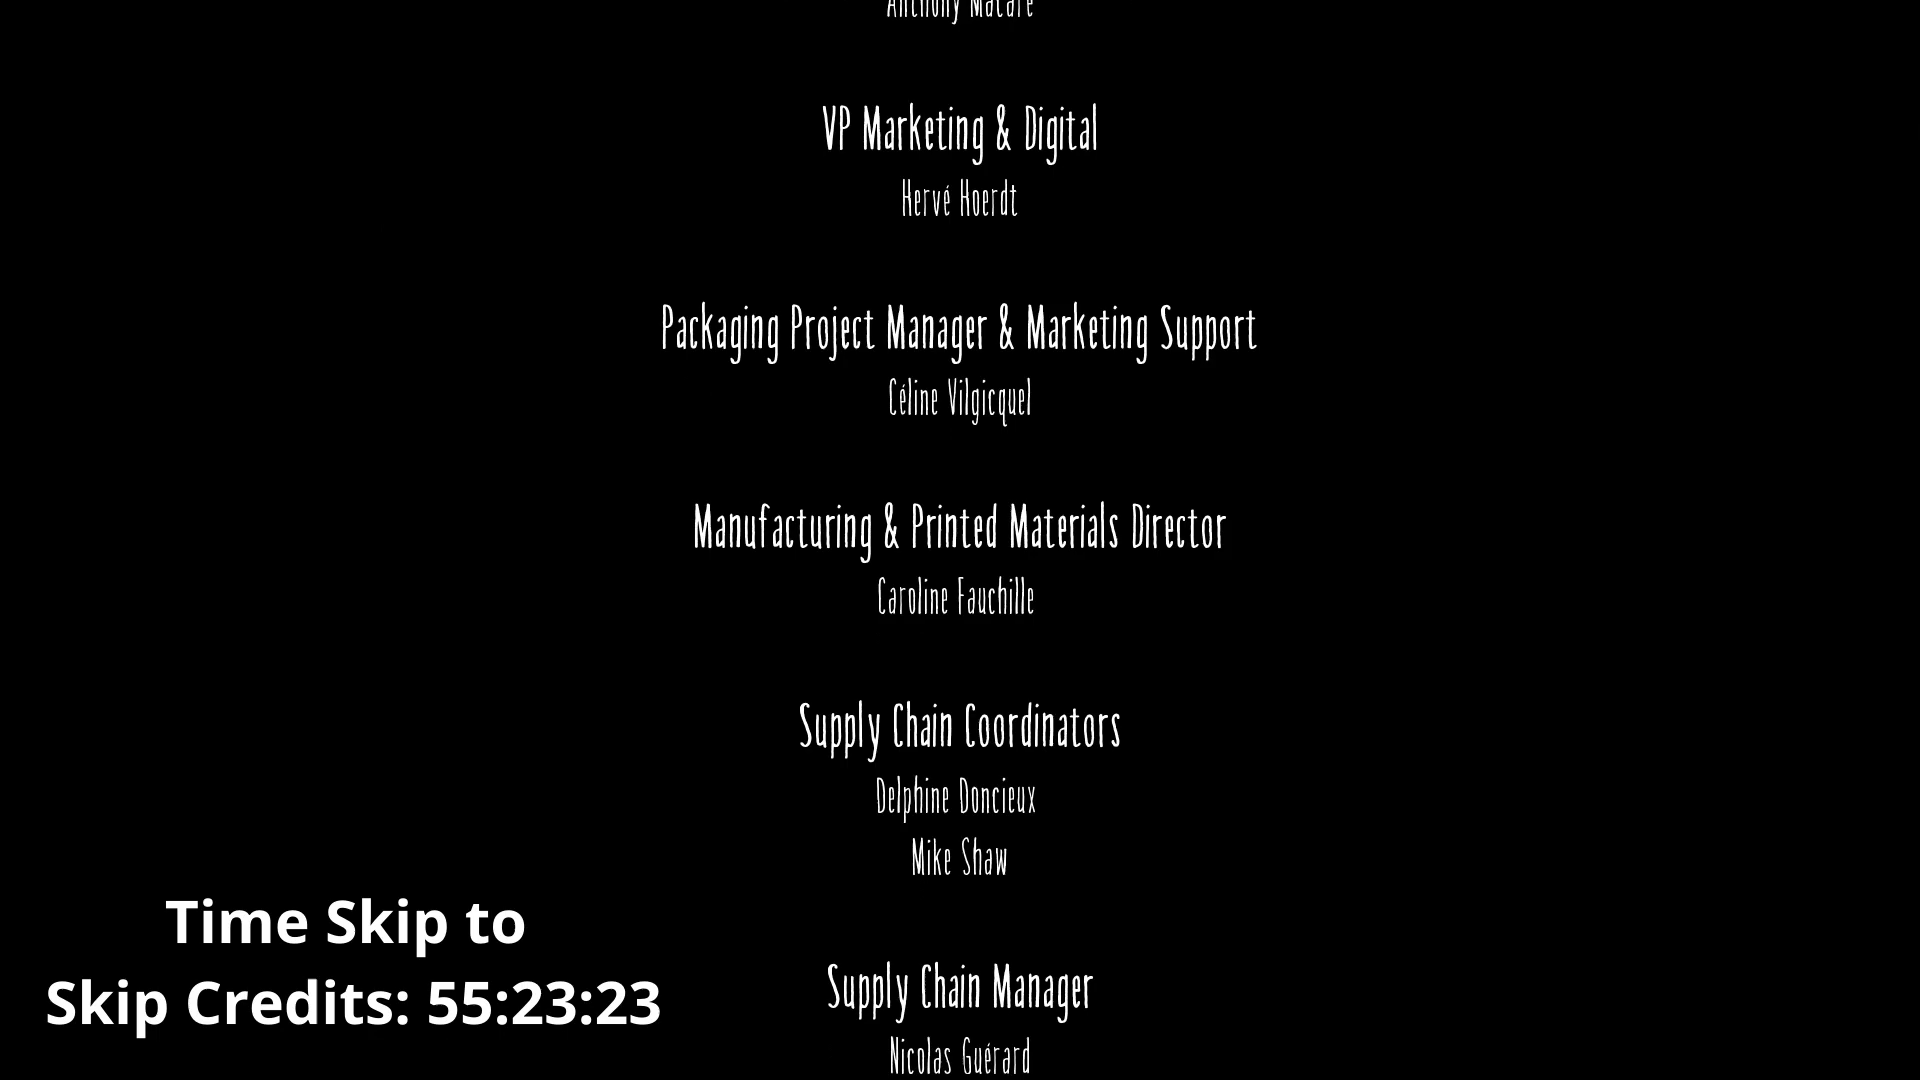 Anthony Macaré
VP Marketing & Digital
Hervé Hoerdt
Packaging Project Manager & Marketing Support
Céline Vilgicquel
Manufacturing & Printed Materials Director
Caroline Fauchille
Supply Chain Coordinators
Delphine Doncieux
Mike Shaw
Supply Chain Manager
Nicolas Guérard
Time Skip to
Skip Credits: 55:23:23